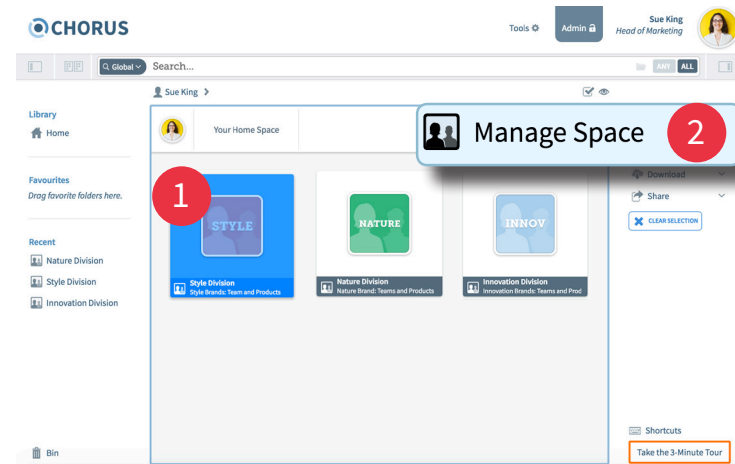 CHORUS
Tools
Admin
Sue King
Head of Marketing
Global
Search...
ANY
ALL
Sue King >
Library
Home
Favourites
Drag favorite folders here.
Recent
Nature Division
Style Division
Innovation Division
Bin
Your Home Space
Manage Space
2
1
STYLE
Style Division
Style Brands: Team and Products
NATURE
Nature Division
Nature Brand: Teams and Products
INNOV
Innovation Division
Innovation Brands: Teams and Prod
Download
Share
CLEAR SELECTION
Shortcuts
Take the 3-Minute Tour